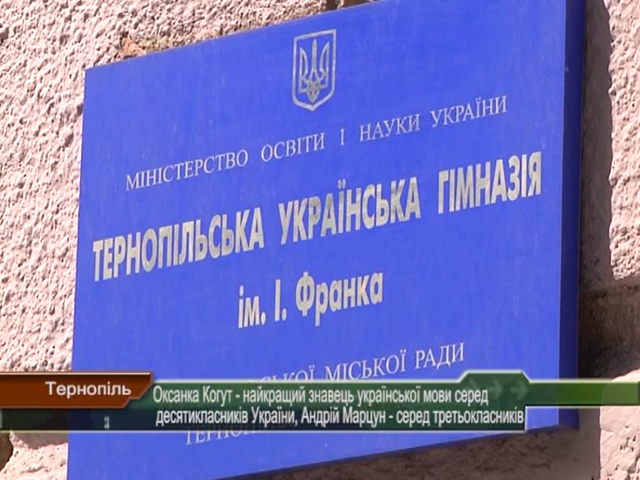 МІНІСТЕРСТВО ОСВІТИ І НАУКИ УКРАЇНИ
ТЕРНОПІЛЬСЬКА УКРАЇНСЬКА ГІМНАЗІЯ
ім. І. Франка
МІСЬКОЇ РАДИ
Тернопіль
Оксанка Когут - найкращий знавець української мови серед
десятикласників України, Андрій Марцун - серед третьокласників